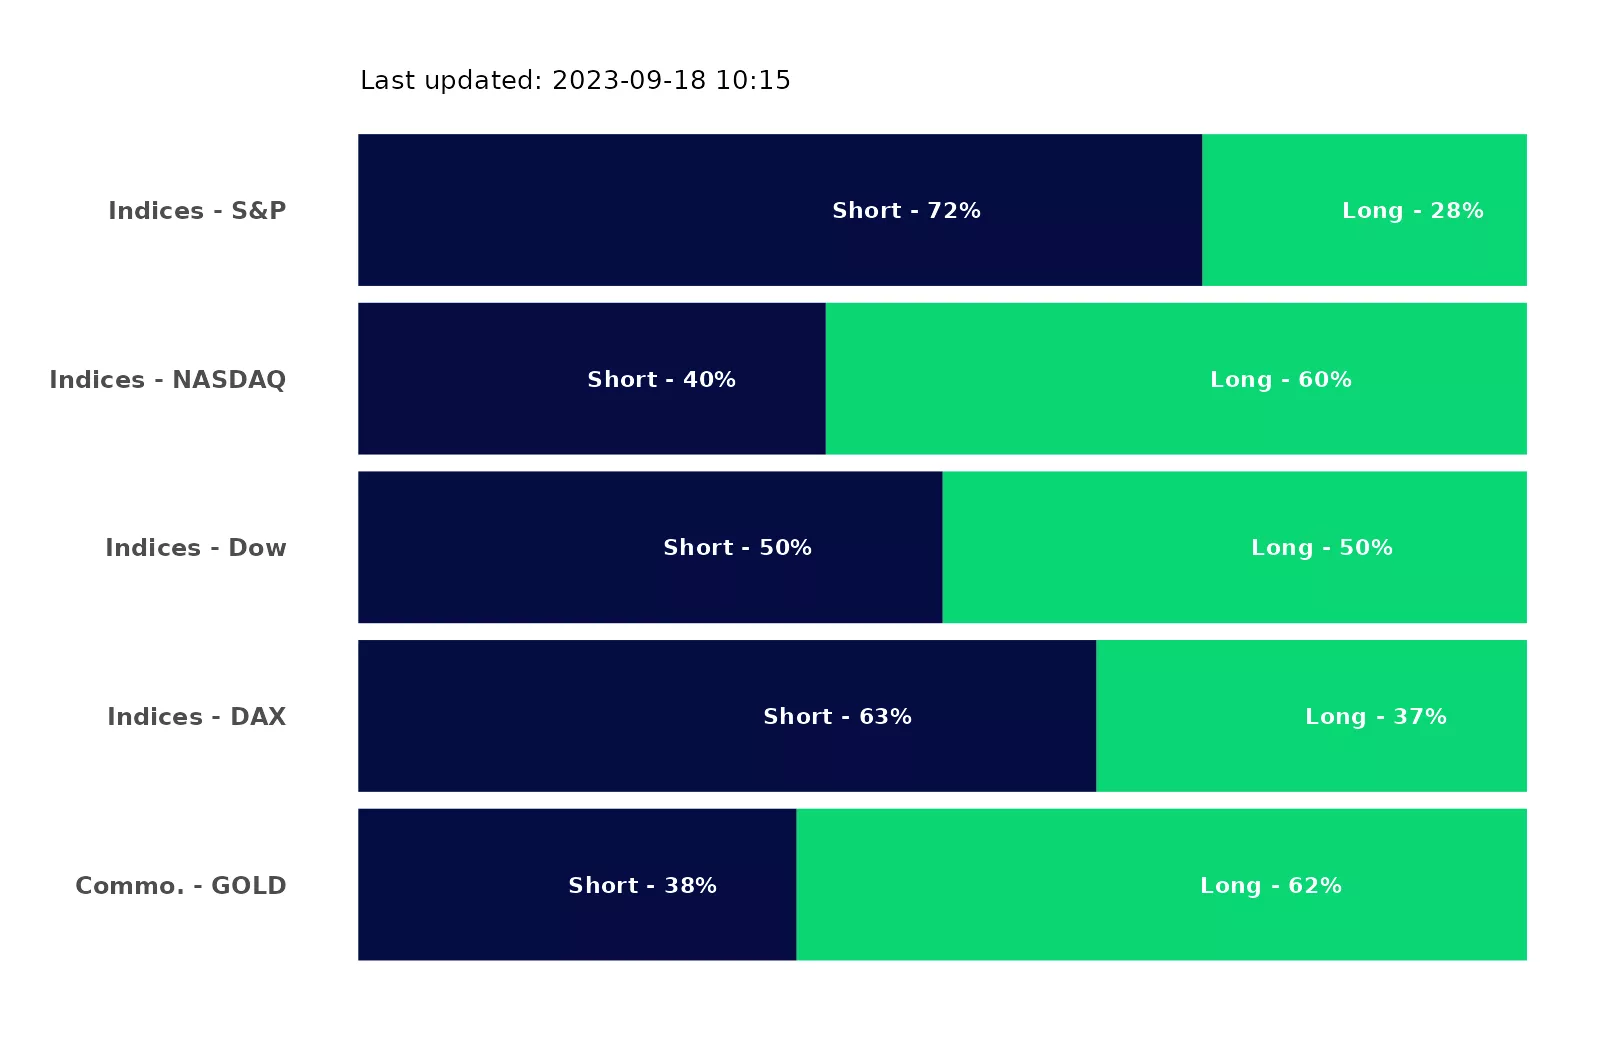 Last updated: 2023-09-18 10:15
Indices - S&P Short - 72% Long - 28%
Indices - NASDAQ Short - 40% Long - 60%
Indices - Dow Short - 50% Long - 50%
Indices - DAX Short - 63% Long - 37%
Commo. - GOLD Short - 38% Long - 62%